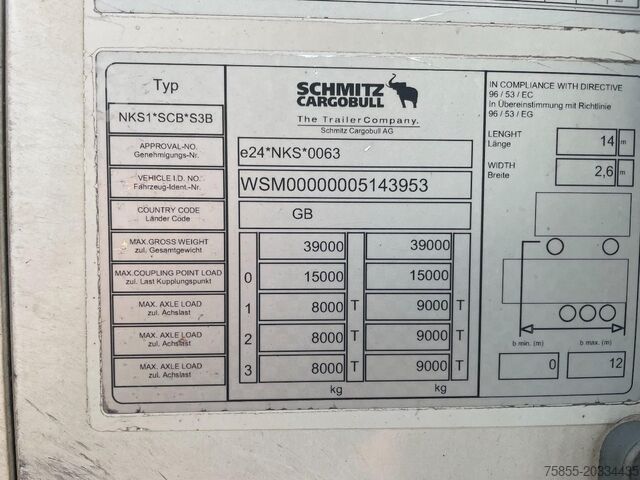 Typ
NKS1*SCB*S3B
APPROVAL-NO.
Genehmigungs-Nr.
VEHICLE I.D. NO.
Fahrzeug-Ident.-Nr.
COUNTRY CODE
Länder Code
MAX.GROSS WEIGHT
zul. Gesamtgewicht
MAX.COUPLING POINT LOAD
zul. Last Kupplungspunkt
MAX. AXLE LOAD
zul. Achslast
MAX. AXLE LOAD
zul. Achslast
MAX. AXLE LOAD
zul. Achslast
SCHMITZ
CARGOBULL
The TrailerCompany.
Schmitz Cargobull AG
e24*NKS*0063
WSM00000005143953
GB
39000 39000
0 15000 15000
1 8000 T 9000 T
2 8000 T 9000 T
3 8000 T 9000 T
kg kg
IN COMPLIANCE WITH DIRECTIVE
96 / 53 / EC
In Übereinstimmung mit Richtlinie
96 / 53 / EG
LENGHT
Länge
14 m
WIDTH
Breite
2,6 m
b min. (m) b max. (m)
0 12
75855-20334435